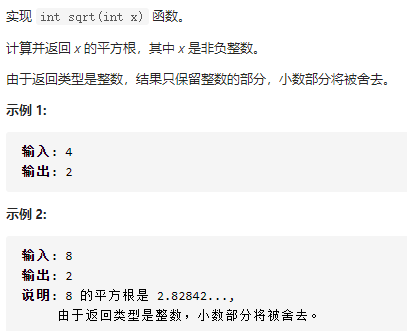 实现 int sqrt(int x) 函数。
计算并返回 x 的平方根，其中 x 是非负整数。
由于返回类型是整数，结果只保留整数的部分，小数部分将被舍去。
示例 1:
输入: 4
输出: 2
示例 2:
输入: 8
输出: 2
说明: 8 的平方根是 2.82842...,
由于返回类型是整数，小数部分将被舍去。